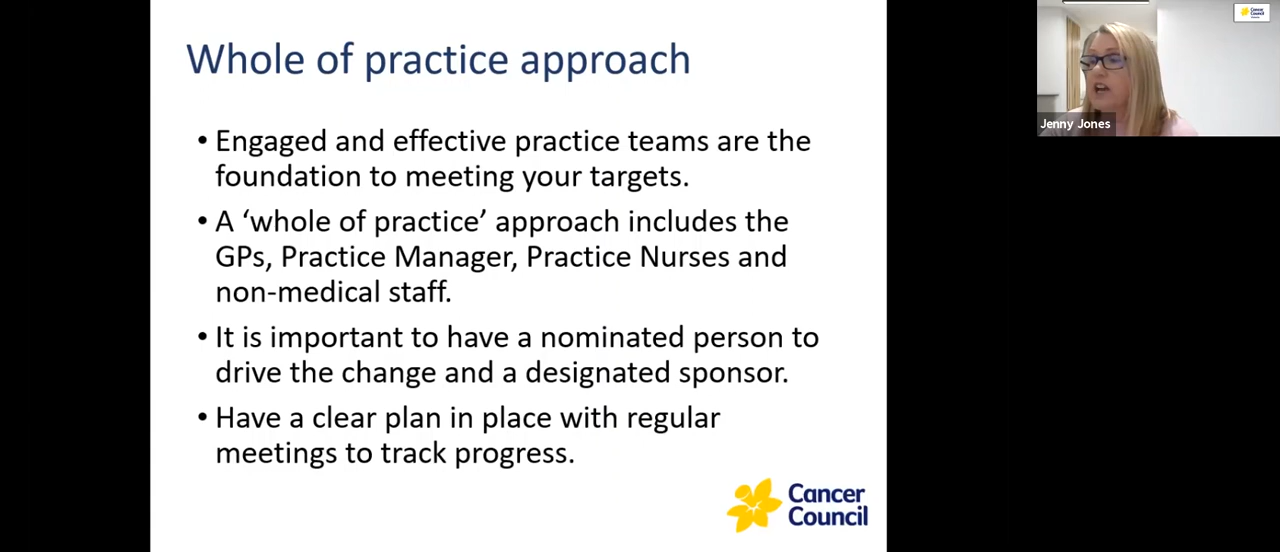 Whole of practice approach
• Engaged and effective practice teams are the
foundation to meeting your targets.
• A ‘whole of practice’ approach includes the
GPs, Practice Manager, Practice Nurses and
non-medical staff.
• It is important to have a nominated person to
drive the change and a designated sponsor.
• Have a clear plan in place with regular
meetings to track progress.
Cancer
Council
Cancer
Council
Jenny Jones